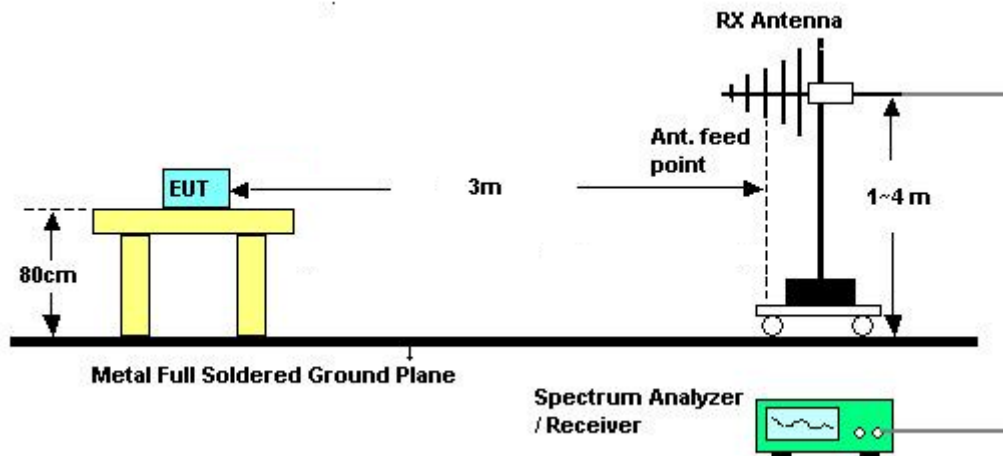 RX Antenna
Ant. feed
point
EUT
3m
1~4 m
80cm
Metal Full Soldered Ground Plane
Spectrum Analyzer
/ Receiver